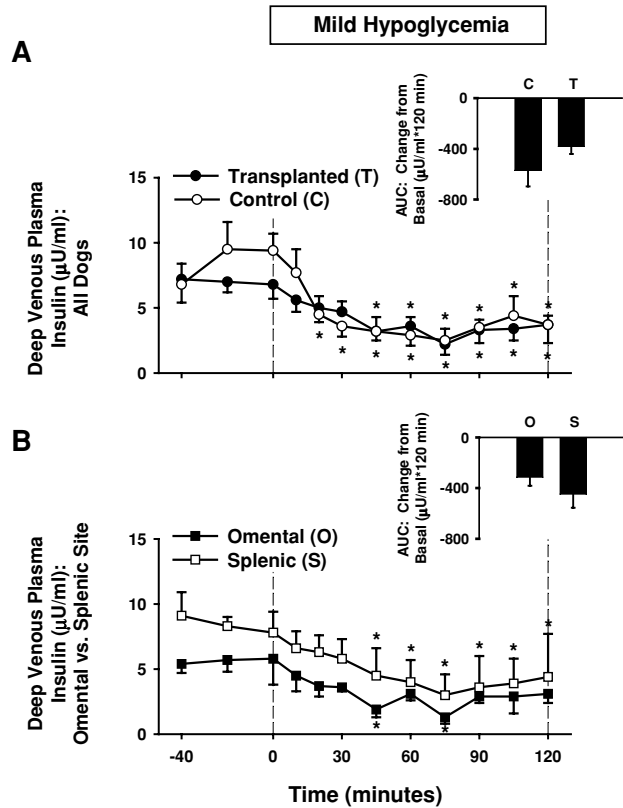 Mild Hypoglycemia
A
C T
0
-400
-800
AUC: Change from
Basal (μU/ml*120 min)
Transplanted (T)
Control (C)
15
10
5
0
Deep Venous Plasma
Insulin (μU/ml):
All Dogs
* * * * * * *
* * * * * * * *
B
O S
0
-400
-800
AUC: Change from
Basal (μU/ml*120 min)
Omental (O)
Splenic (S)
15
10
5
0
Deep Venous Plasma
Insulin (μU/ml):
Omental vs. Splenic Site
* * * * * *
* *
-40 0 30 60 90 120
Time (minutes)